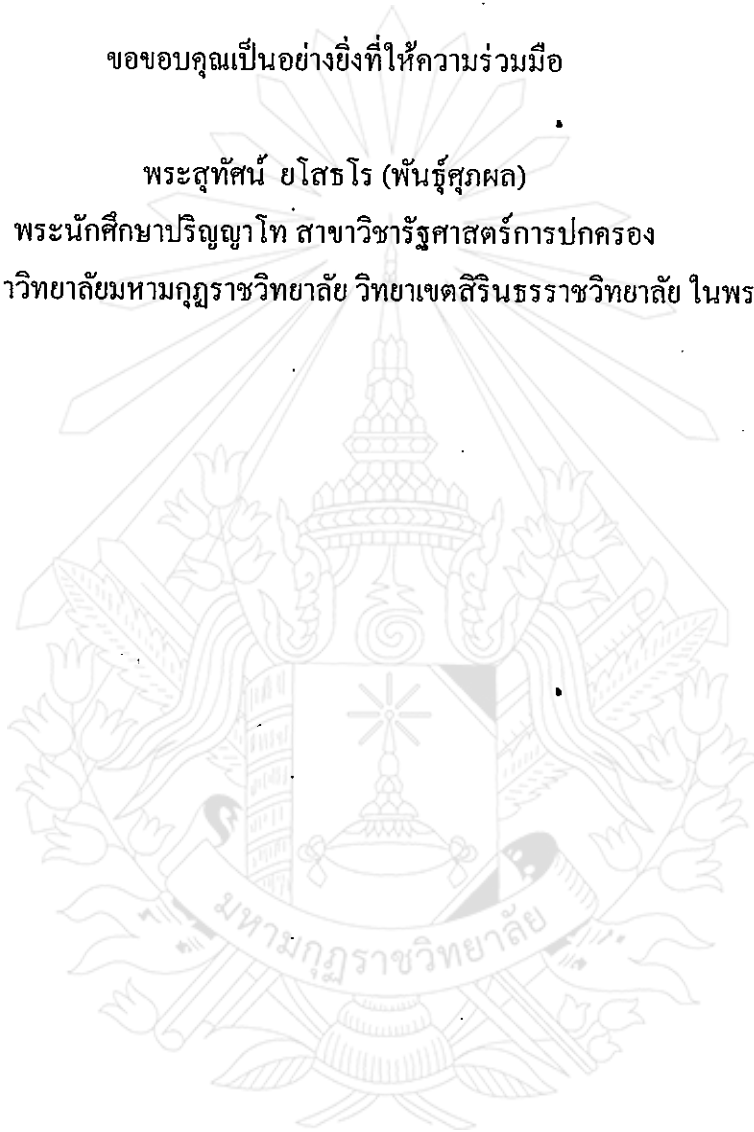 ขอขอบคุณเป็นอย่างยิ่งที่ให้ความร่วมมือ
พระสุทัศน์ ยโสธโร (พันธุ์ศุภผล)
พระนักศึกษาปริญญาโท สาขาวิชารัฐศาสตร์การปกครอง
าวิทยาลัยมหามกุฏราชวิทยาลัย วิทยาเขตสิรินธรราชวิทยาลัย ในพร
มหามกุฏราชวิทยาลัย